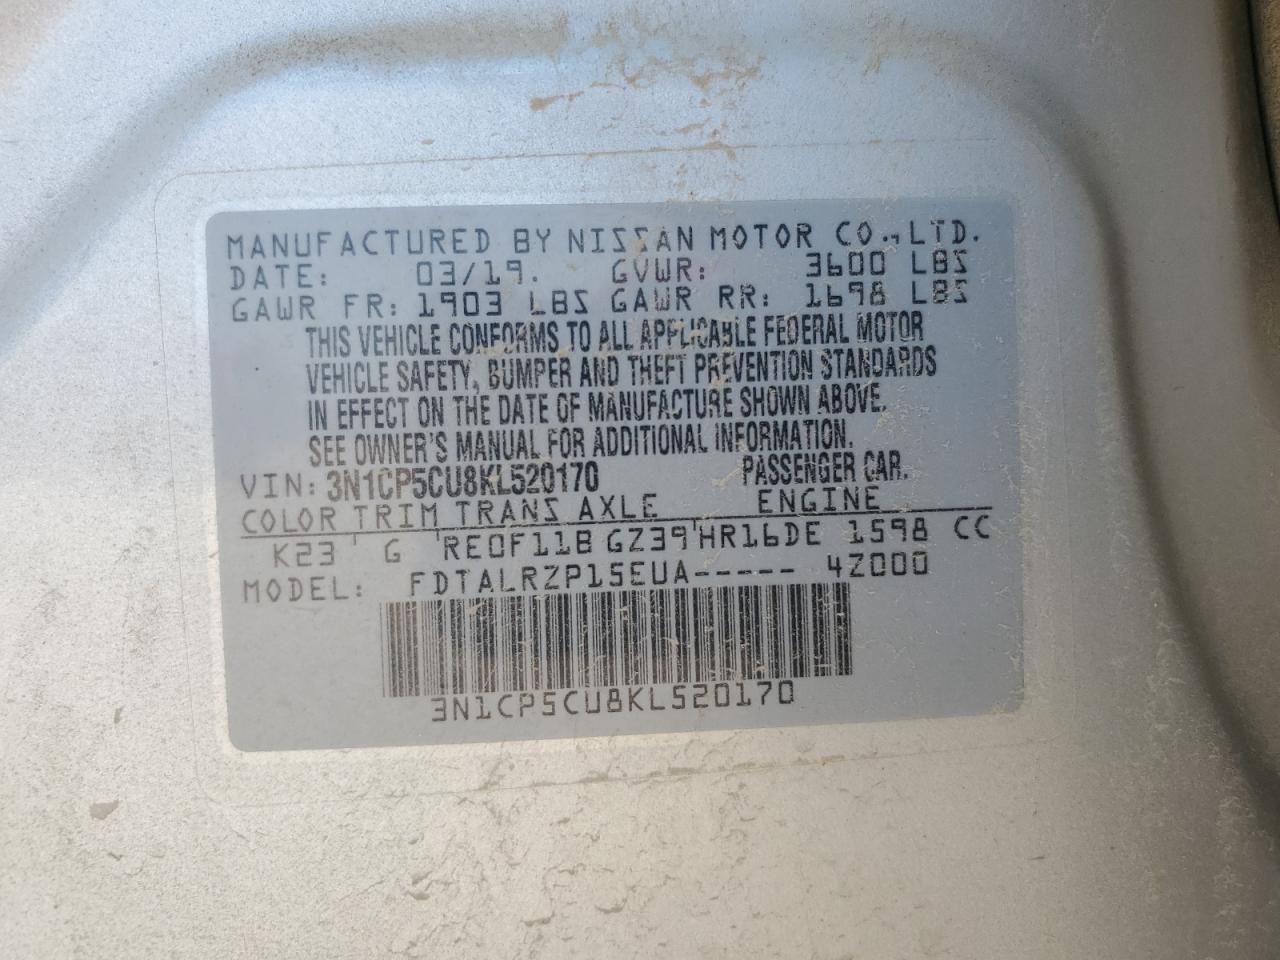 MANUFACTURED BY NISSAN MOTOR CO., LTD.
DATE: 03/19. GVWR: 3600 LBS
GAWR FR: 1903 LBS GAWR RR: 1698 LBS
THIS VEHICLE CONFORMS TO ALL APPLICABLE FEDERAL MOTOR
VEHICLE SAFETY, BUMPER AND THEFT PREVENTION STANDARDS
IN EFFECT ON THE DATE OF MANUFACTURE SHOWN ABOVE.
SEE OWNER'S MANUAL FOR ADDITIONAL INFORMATION.
VIN: 3N1CP5CU8KL520170 PASSENGER CAR.
COLOR TRIM TRANS AXLE ENGINE
K23 G RE0F11B GZ39 HR16DE 1598 CC
MODEL: FDTALRZP15EUA----- 4Z000
3N1CP5CU8KL520170